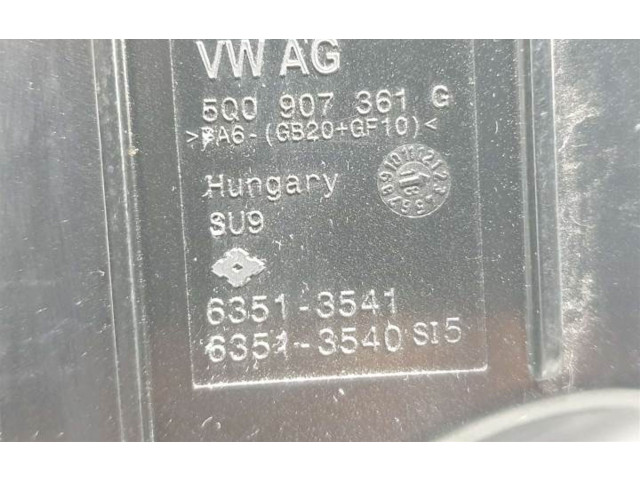 VW AG
5Q0 907 361 G
>PA6-(GB20+GF10)<
Hungary
SU9
6351-3541
6351-3540 SI5